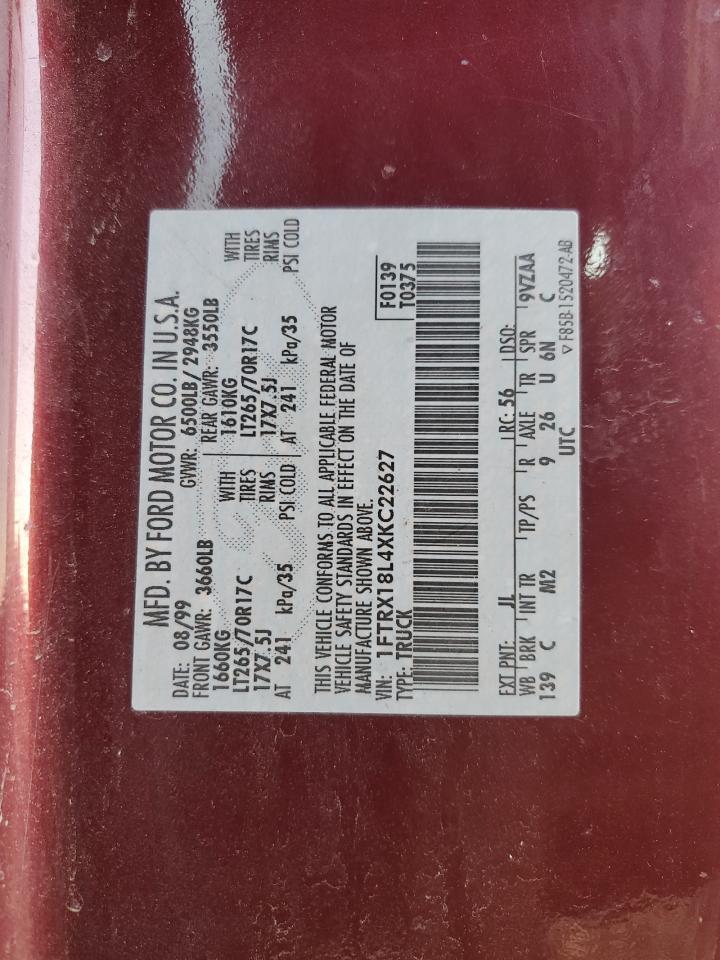 MFD. BY FORD MOTOR CO. IN U.S.A.
DATE: 08/99 GVWR: 6500LB/ 2948KG
FRONT GAWR: 3660LB REAR GAWR: 3550LB
1660KG WITH 1610KG WITH
LT265/70R17C TIRES LT265/70R17C TIRES
17X7.5J RIMS 17X7.5J RIMS
AT 241 kPa/35 PSI COLD AT 241 kPa/35 PSI COLD
THIS VEHICLE CONFORMS TO ALL APPLICABLE FEDERAL MOTOR
VEHICLE SAFETY STANDARDS IN EFFECT ON THE DATE OF
MANUFACTURE SHOWN ABOVE.
VIN: 1FTRX18L4XKC22627 F0139
TYPE: TRUCK T0375
EXT PNT: JL RC: 56 DSO:
WB BRK INT TR TP/PS R AXLE TR SPR 9VZAA
139 C M2 9 26 U 6N C
UTC ▽ F85B-1520472-AB